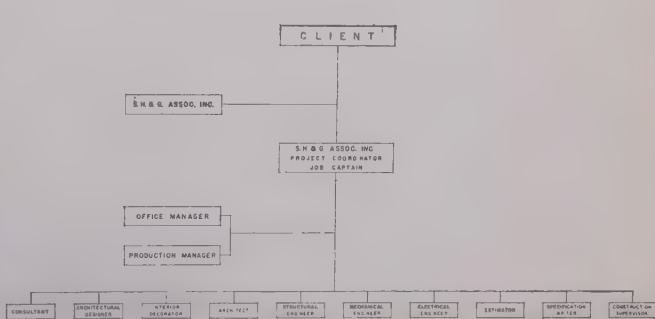 CLIENT
S.H. & G. ASSOC. INC.
S.H & G ASSOC. INC
PROJECT COORDINATOR
JOB CAPTAIN
OFFICE MANAGER
PRODUCTION MANAGER
CONSULTANT
ARCHITECTURAL
DESIGNER
INTERIOR
DECORATOR
ARCHITECT
STRUCTURAL
ENGINEER
MECHANICAL
ENGINEER
ELECTRICAL
ENGINEER
ESTIMATOR
SPECIFICATION
WRITER
CONSTRUCTION
SUPERVISOR